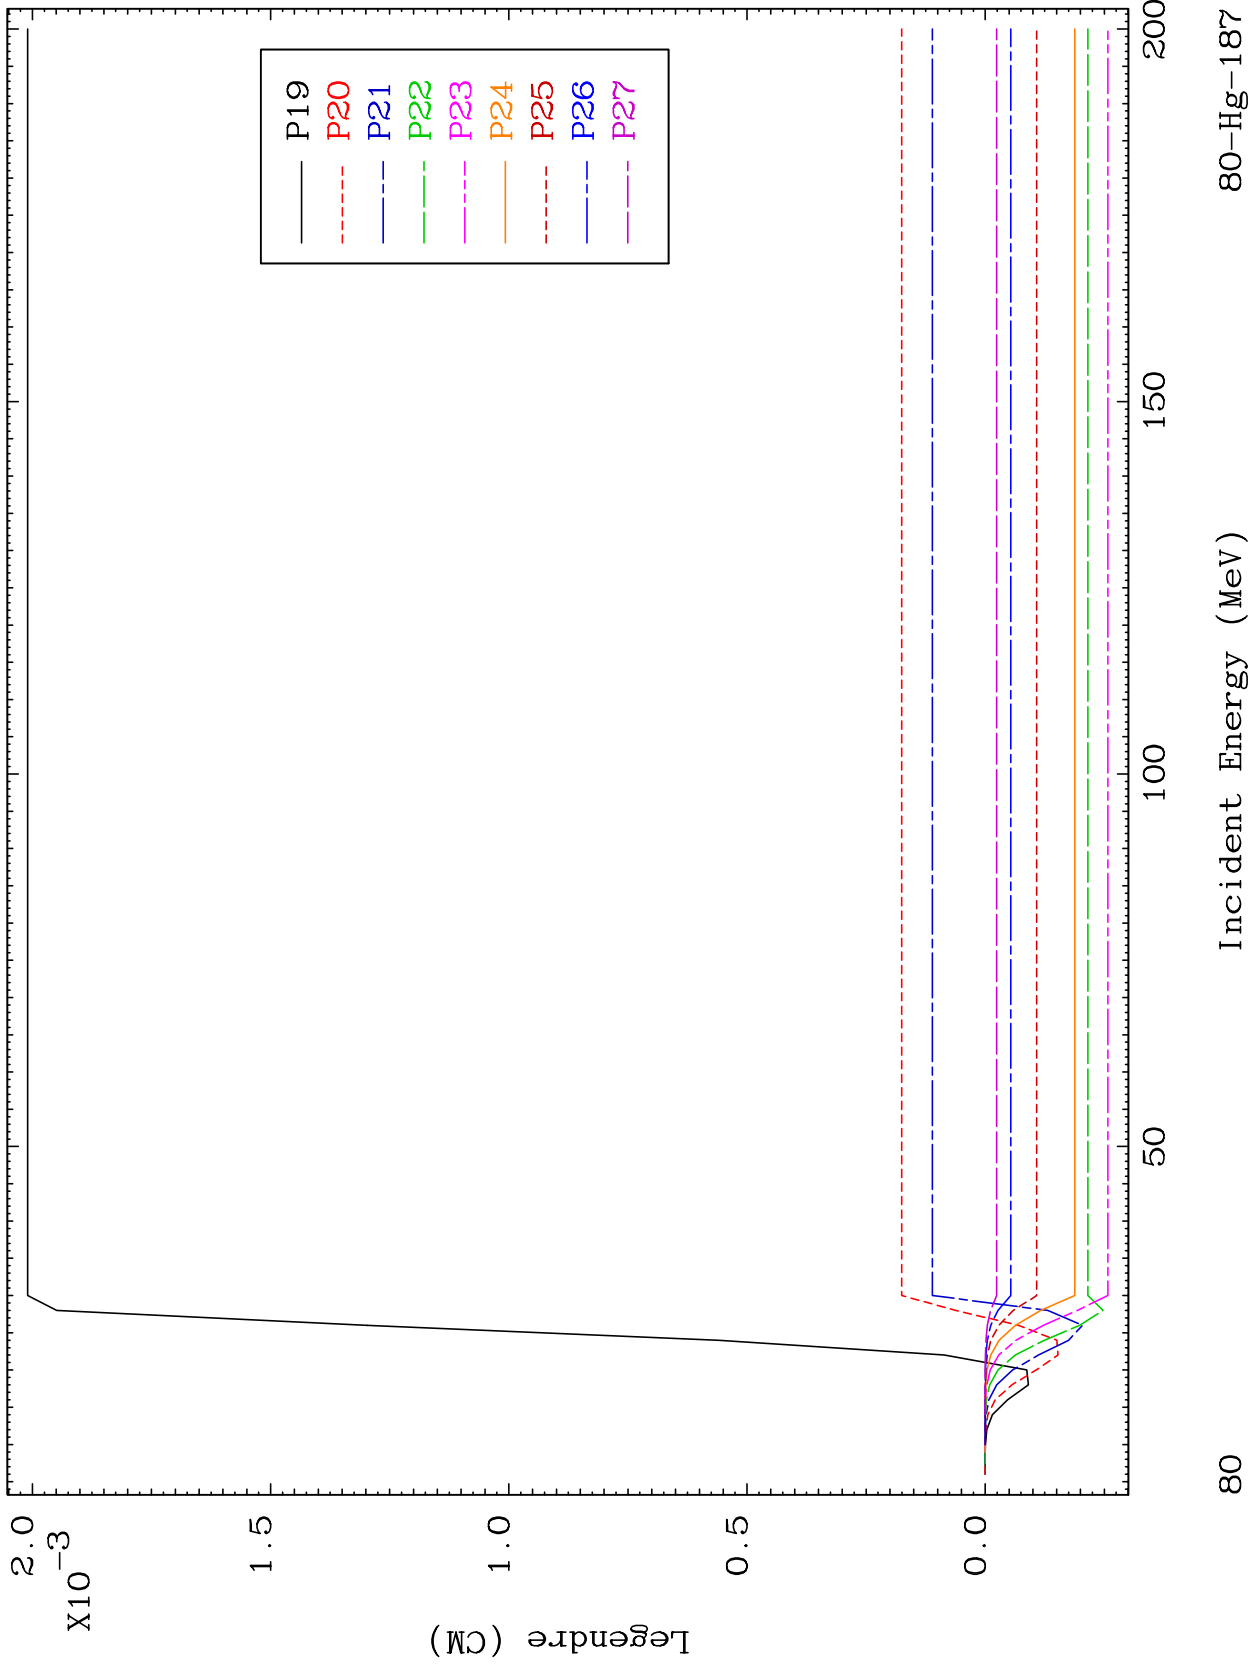 2.0
X10-3
1.5
1.0
0.5
0.0
Legendre (CM)
P19
P20
P21
P22
P23
P24
P25
P26
P27
50
100
150
200
80
Incident Energy (MeV)
80-Hg-187